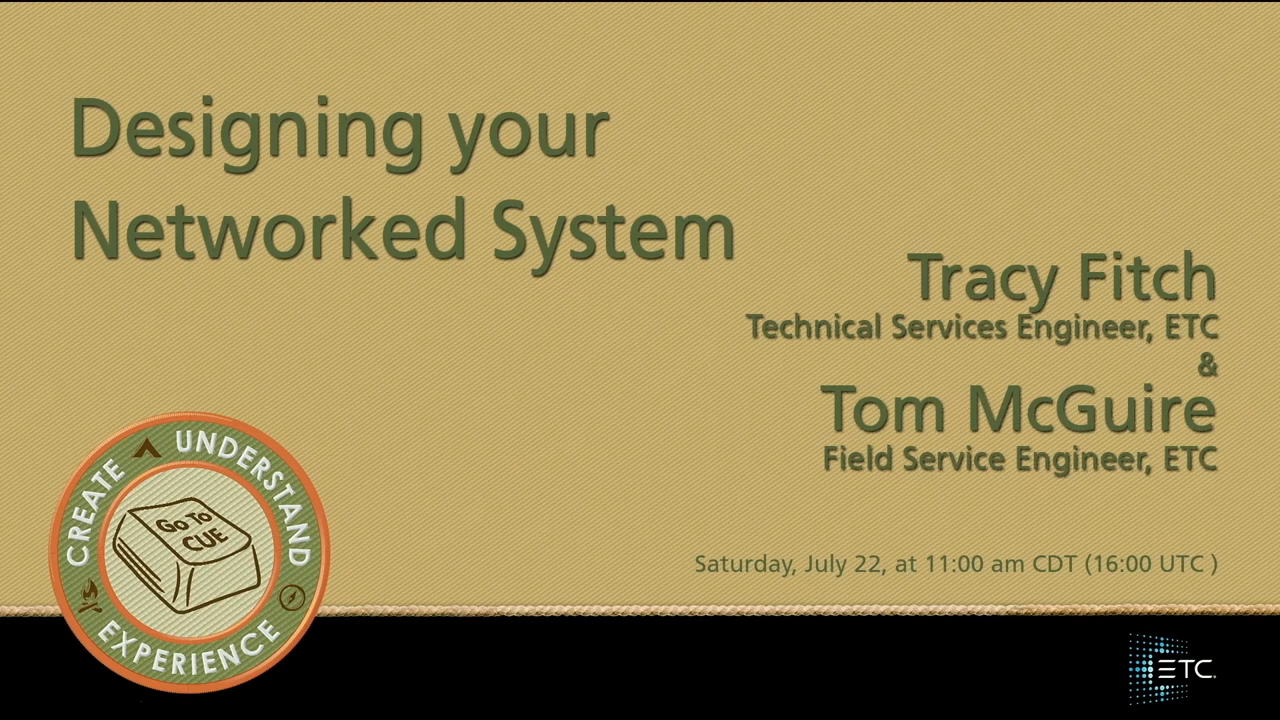 Designing your
Networked System
Tracy Fitch
Technical Services Engineer, ETC
&
Tom McGuire
Field Service Engineer, ETC
Saturday, July 22, at 11:00 am CDT (16:00 UTC )
CREATE UNDERSTAND
GO TO
CUE
EXPERIENCE
ETC